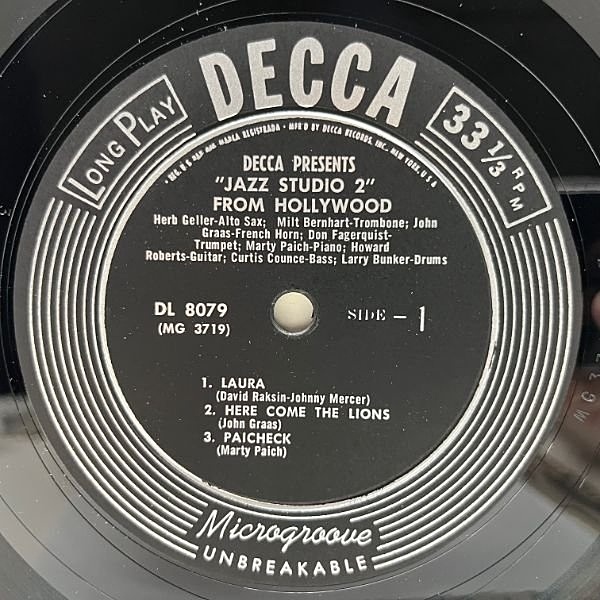 DECCA
LONG PLAY
33 1/3 RPM
REG. U.S. PAT. OFF. MARCA REGISTRADA • MFR'D BY DECCA RECORDS, INC., NEW YORK, U.S.A.
DECCA PRESENTS
"JAZZ STUDIO 2"
FROM HOLLYWOOD
Herb Geller-Alto Sax; Milt Bernhart-Trombone; John
Graas-French Horn; Don Fagerquist-
Trumpet; Marty Paich-Piano; Howard
Roberts-Guitar; Curtis Counce-Bass; Larry Bunker-Drums
DL 8079
(MG 3719)
SIDE - 1
1. LAURA
(David Raksin-Johnny Mercer)
2. HERE COME THE LIONS
(John Graas)
3. PAICHECK
(Marty Paich)
Microgroove
UNBREAKABLE